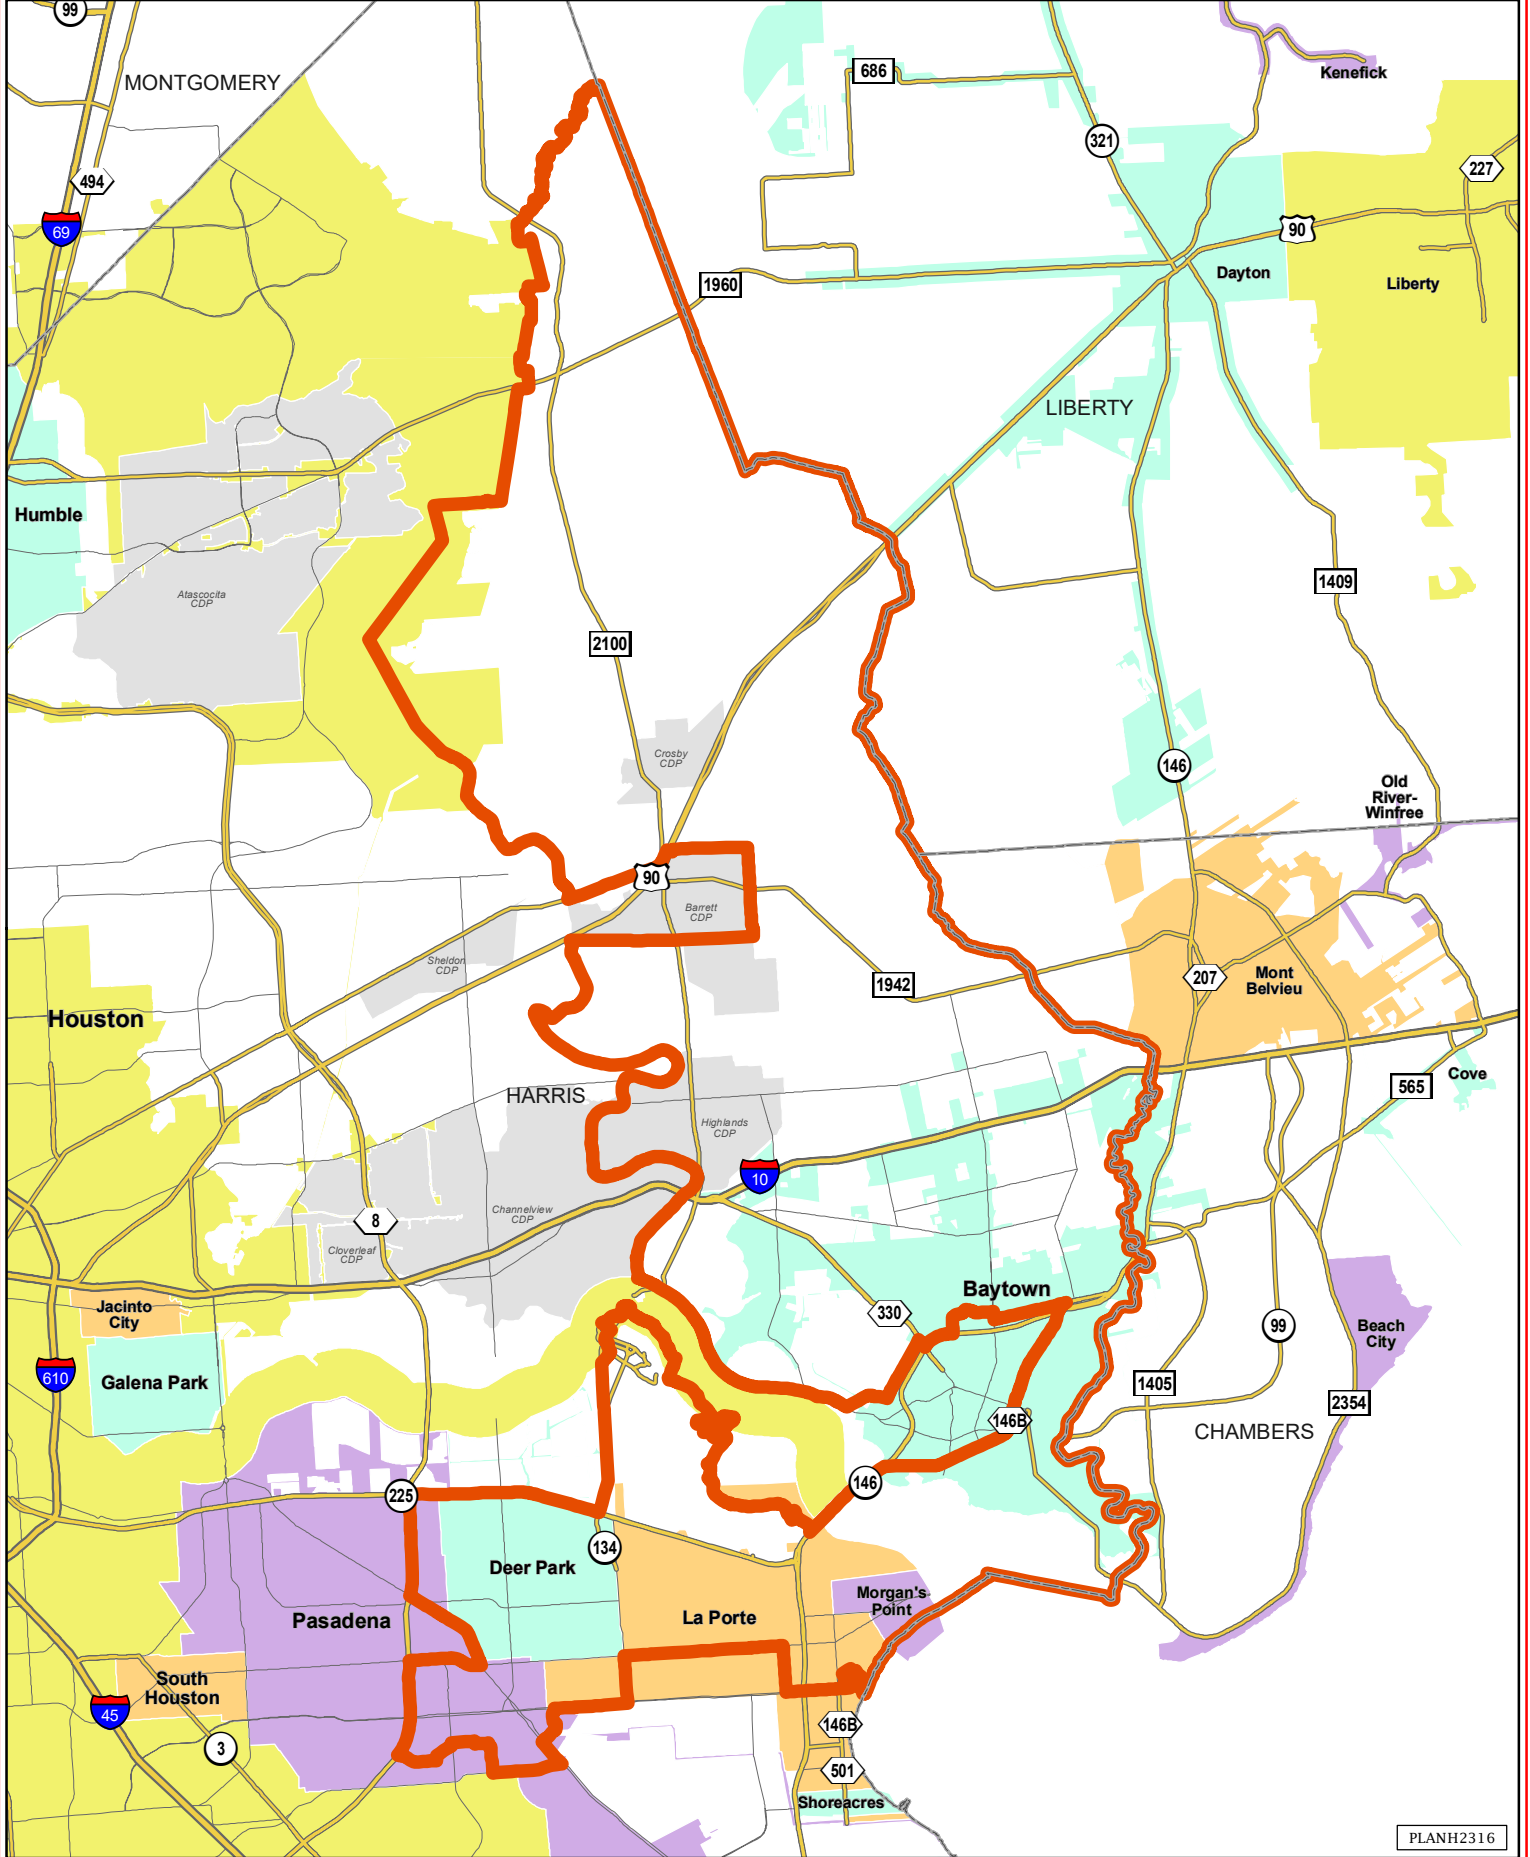 99
MONTGOMERY
686
Kenefick
321
494
227
69
90
Dayton
1960
Liberty
LIBERTY
Humble
Atascocita
CDP
1409
2100
Crosby
CDP
146
Old
River-
Winfree
90
Barrett
CDP
Sheldon
CDP
1942
207
Mont
Belvieu
Houston
HARRIS
565
Cove
Highlands
CDP
10
Channelview
CDP
8
Cloverleaf
CDP
Baytown
Jacinto
City
330
99
Beach
City
610
Galena Park
1405
2354
146B
CHAMBERS
225
146
134
Deer Park
Morgan's
Point
Pasadena
La Porte
South
Houston
45
3
146B
501
Shoreacres
PLANH2316